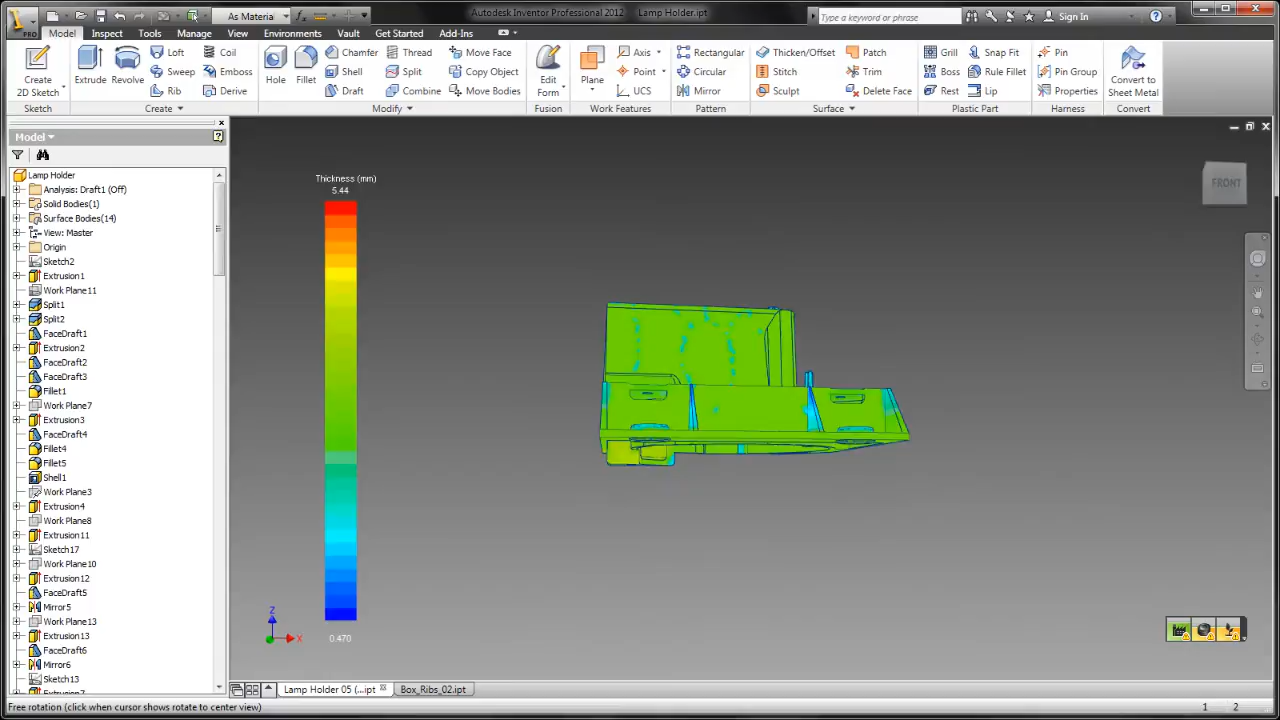 As Material
Autodesk Inventor Professional 2012 Lamp Holder.ipt
Type a keyword or phrase
Sign In
PRO
Model Inspect Tools Manage View Environments Vault Get Started Add-Ins
Create
2D Sketch
Extrude
Revolve
Loft
Sweep
Rib
Coil
Emboss
Derive
Hole
Fillet
Chamfer
Shell
Draft
Thread
Split
Combine
Move Face
Copy Object
Move Bodies
Edit
Form
Plane
Axis
Point
UCS
Rectangular
Circular
Mirror
Thicken/Offset
Stitch
Sculpt
Patch
Trim
Delete Face
Grill
Boss
Rest
Snap Fit
Rule Fillet
Lip
Pin
Pin Group
Properties
Convert to
Sheet Metal
Sketch Create Modify Fusion Work Features Pattern Surface Plastic Part Harness Convert
Model
Lamp Holder
Analysis: Draft1 (Off)
Solid Bodies(1)
Surface Bodies(14)
View: Master
Origin
Sketch2
Extrusion1
Work Plane11
Split1
Split2
FaceDraft1
Extrusion2
FaceDraft2
FaceDraft3
Fillet1
Work Plane7
Extrusion3
FaceDraft4
Fillet4
Fillet5
Shell1
Work Plane3
Extrusion4
Work Plane8
Extrusion11
Sketch17
Work Plane10
Extrusion12
FaceDraft5
Mirror5
Work Plane13
Extrusion13
FaceDraft6
Mirror6
Sketch13
Extrusion7
Thickness (mm)
5.44
0.470
FRONT
Z
X
Lamp Holder 05 (...ipt
Box_Ribs_02.ipt
Free rotation (click when cursor shows rotate to center view)
1 2